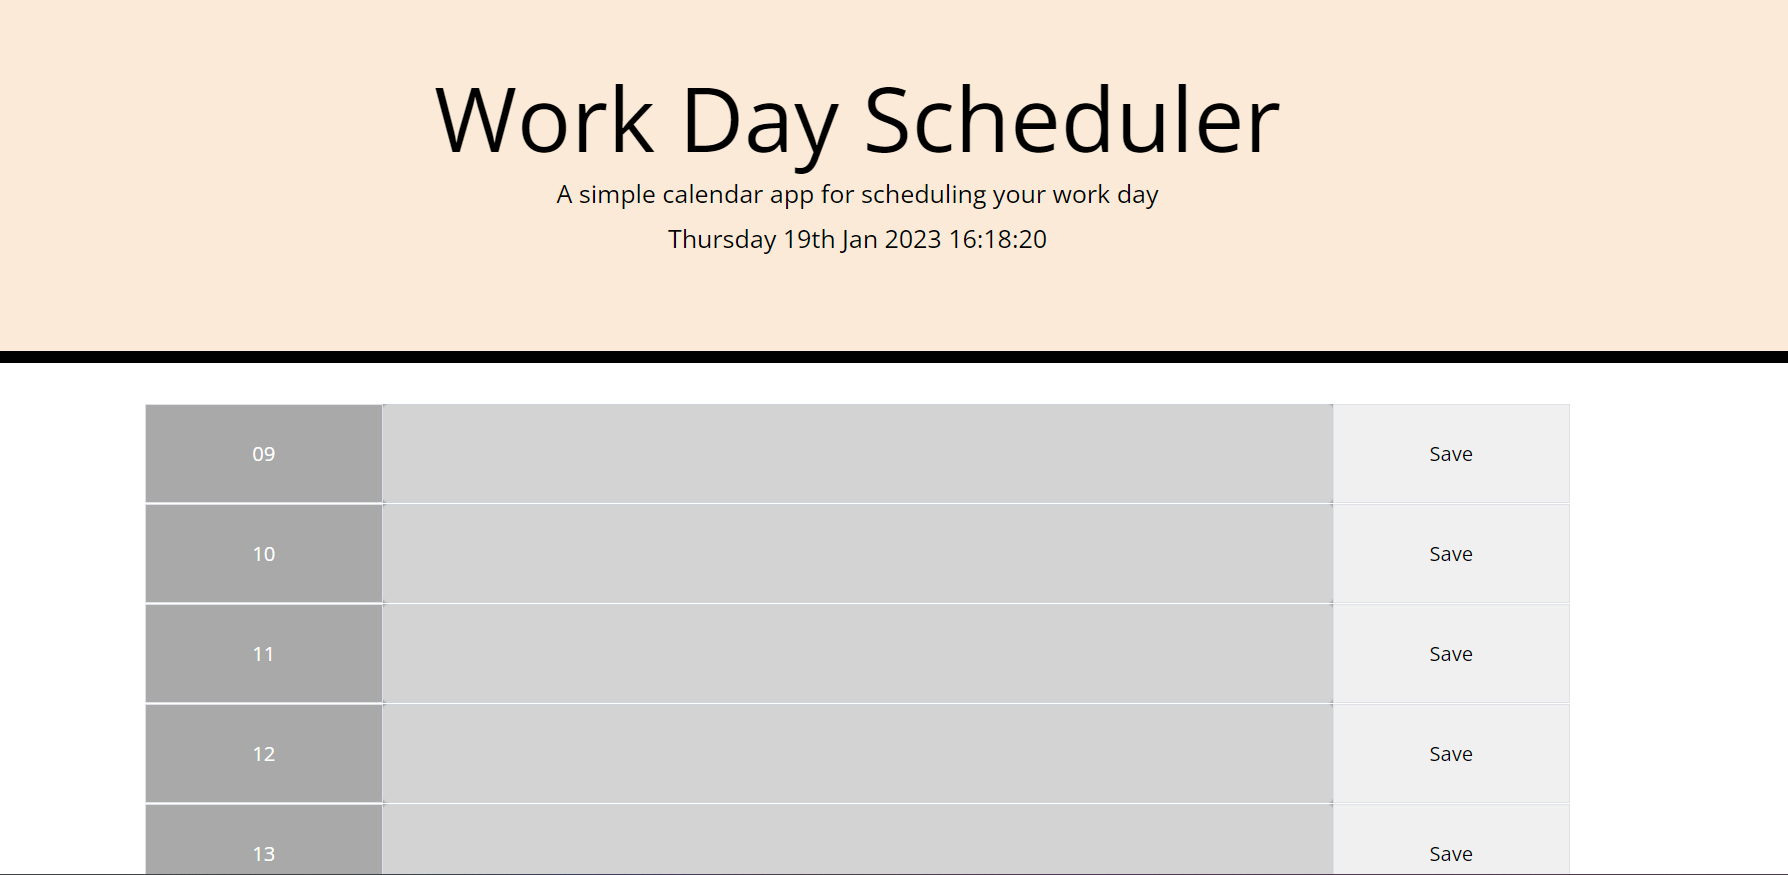 Work Day Scheduler
A simple calendar app for scheduling your work day
Thursday 19th Jan 2023 16:18:20
09 Save
10 Save
11 Save
12 Save
13 Save